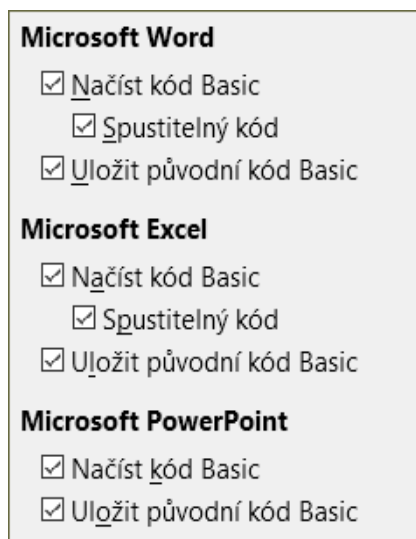 Microsoft Word
Načíst kód Basic
Spustitelný kód
Uložit původní kód Basic
Microsoft Excel
Načíst kód Basic
Spustitelný kód
Uložit původní kód Basic
Microsoft PowerPoint
Načíst kód Basic
Uložit původní kód Basic